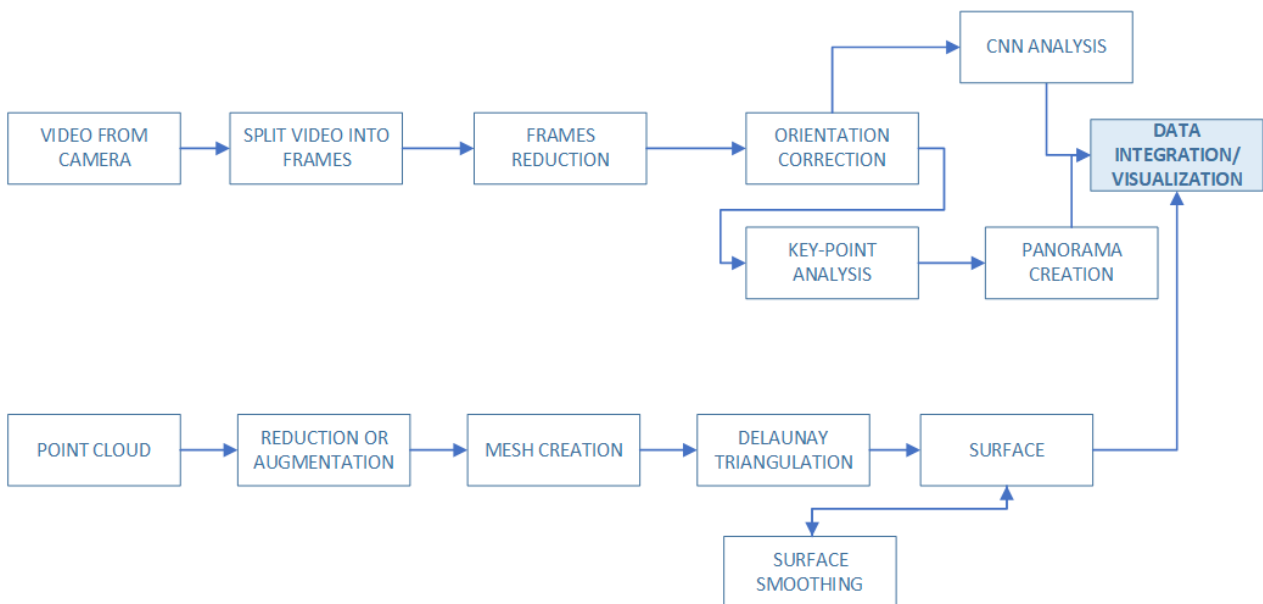 CNN ANALYSIS
VIDEO FROM
CAMERA
SPLIT VIDEO INTO
FRAMES
FRAMES
REDUCTION
ORIENTATION
CORRECTION
DATA
INTEGRATION/
VISUALIZATION
KEY-POINT
ANALYSIS
PANORAMA
CREATION
POINT CLOUD
REDUCTION OR
AUGMENTATION
MESH CREATION
DELAUNAY
TRIANGULATION
SURFACE
SURFACE
SMOOTHING